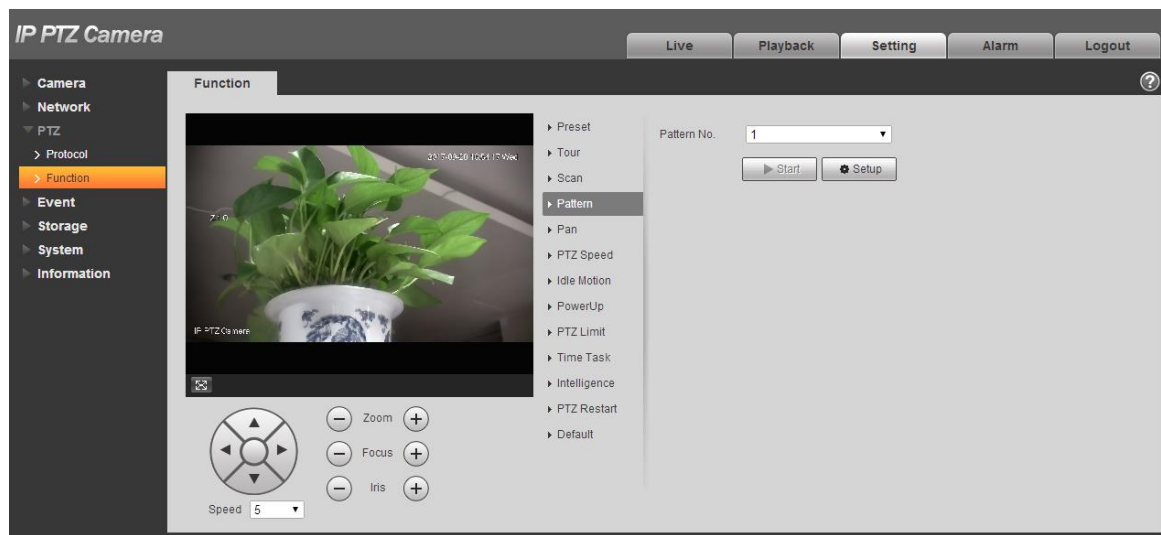 IP PTZ Camera
Live Playback Setting Alarm Logout
Camera
Network
PTZ
Protocol
Function
Event
Storage
System
Information
Function
?
IP PTZ Camera
Zoom
Focus
Iris
Speed 5
Preset
Tour
Scan
Pattern
Pan
PTZ Speed
Idle Motion
PowerUp
PTZ Limit
Time Task
Intelligence
PTZ Restart
Default
Pattern No. 1
Start Setup